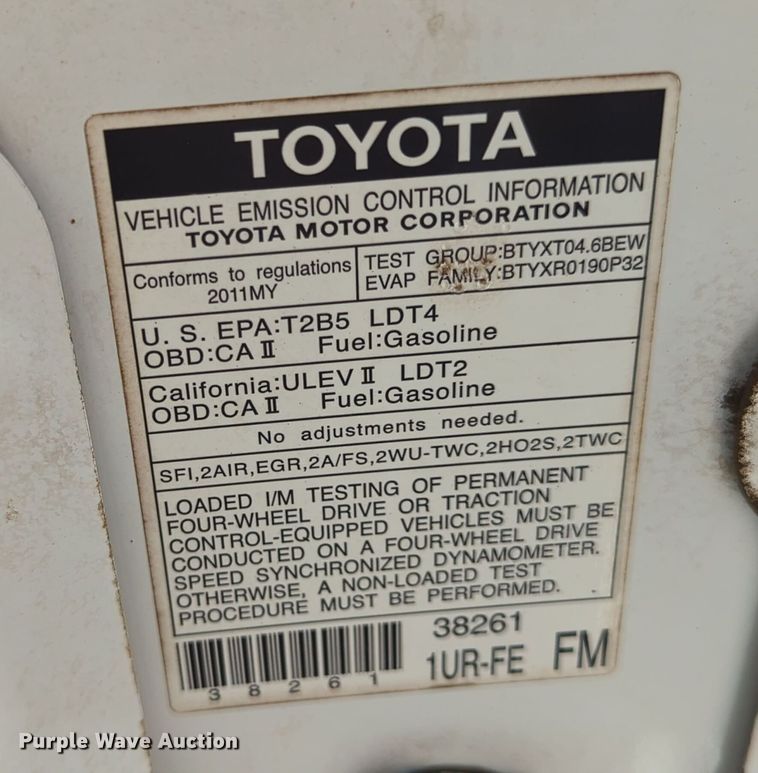 TOYOTA
VEHICLE EMISSION CONTROL INFORMATION
TOYOTA MOTOR CORPORATION
Conforms to regulations
2011MY
TEST GROUP:BTYXT04.6BEW
EVAP FAMILY:BTYXR0190P32
U. S. EPA:T2B5 LDT4
OBD:CA II Fuel:Gasoline
California:ULEV II LDT2
OBD:CA II Fuel:Gasoline
No adjustments needed.
SFI,2AIR,EGR,2A/FS,2WU-TWC,2HO2S,2TWC
LOADED I/M TESTING OF PERMANENT
FOUR-WHEEL DRIVE OR TRACTION
CONTROL-EQUIPPED VEHICLES MUST BE
CONDUCTED ON A FOUR-WHEEL DRIVE
SPEED SYNCHRONIZED DYNAMOMETER.
OTHERWISE, A NON-LOADED TEST
PROCEDURE MUST BE PERFORMED.
38261
38261
1UR-FE FM
Purple Wave Auction